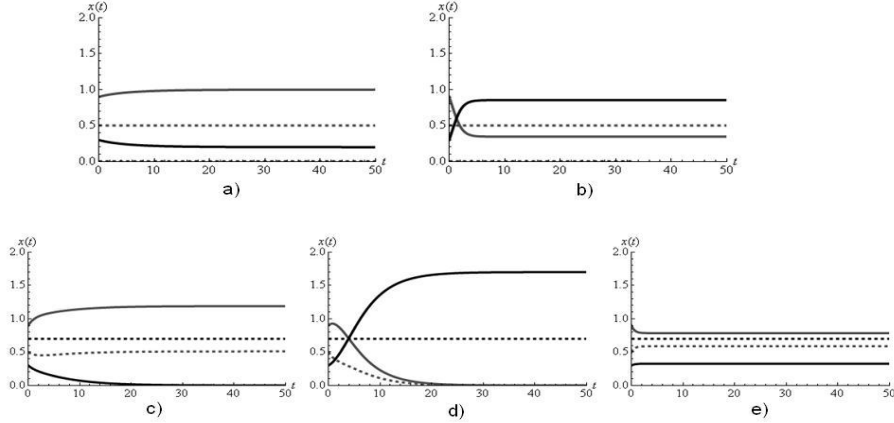 x(t) x(t)
2.0 2.0
1.5 1.5
1.0 1.0
0.5 0.5
0.0 0.0
0 10 20 30 40 50 t 0 10 20 30 40 50 t
a) b)
x(t) x(t) x(t)
2.0 2.0 2.0
1.5 1.5 1.5
1.0 1.0 1.0
0.5 0.5 0.5
0.0 0.0 0.0
0 10 20 30 40 50 t 0 10 20 30 40 50 t 0 10 20 30 40 50 t
c) d) e)